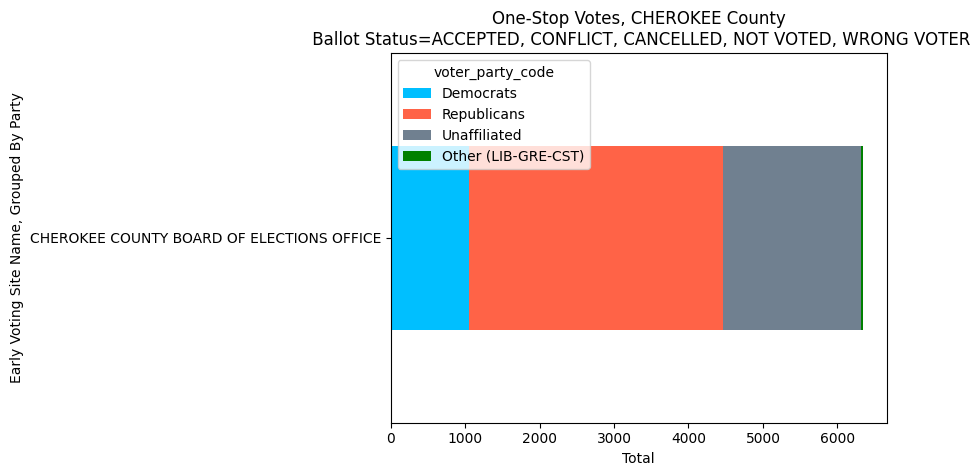 One-Stop Votes, CHEROKEE County
Ballot Status=ACCEPTED, CONFLICT, CANCELLED, NOT VOTED, WRONG VOTER
voter_party_code
Democrats
Republicans
Unaffiliated
Other (LIB-GRE-CST)
Early Voting Site Name, Grouped By Party
CHEROKEE COUNTY BOARD OF ELECTIONS OFFICE
0 1000 2000 3000 4000 5000 6000
Total